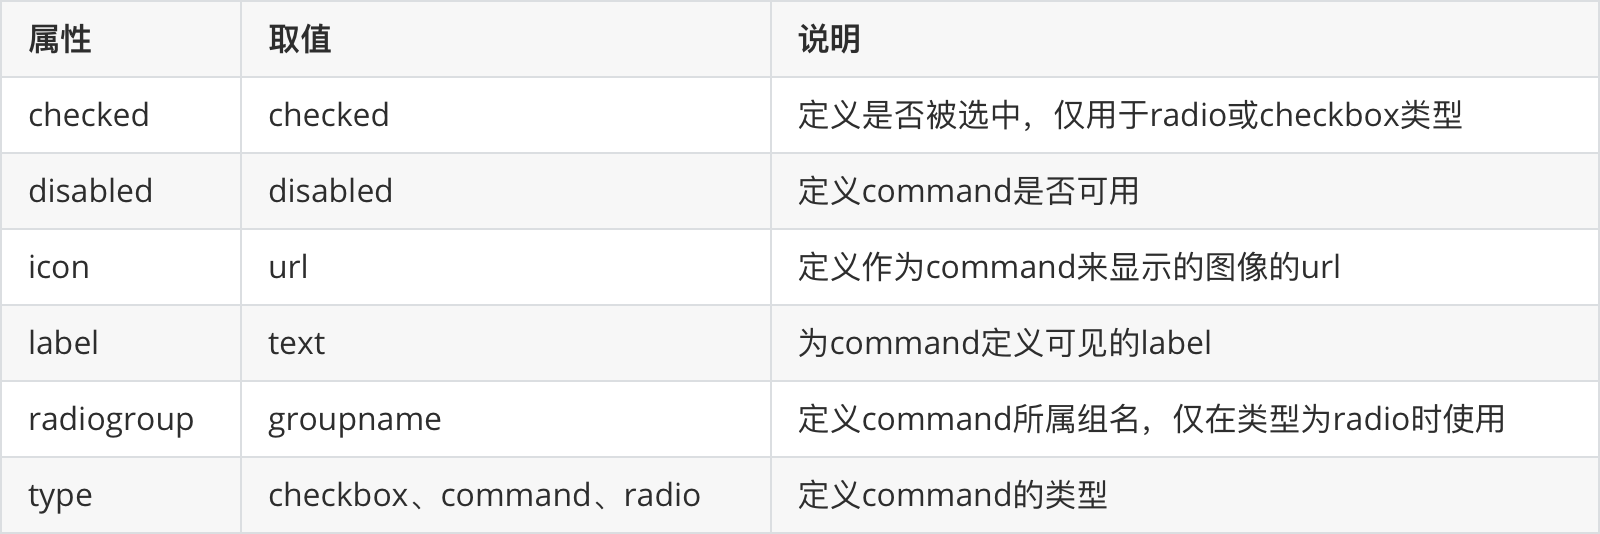 属性 取值 说明
checked checked 定义是否被选中，仅用于radio或checkbox类型
disabled disabled 定义command是否可用
icon url 定义作为command来显示的图像的url
label text 为command定义可见的label
radiogroup groupname 定义command所属组名，仅在类型为radio时使用
type checkbox、command、radio 定义command的类型